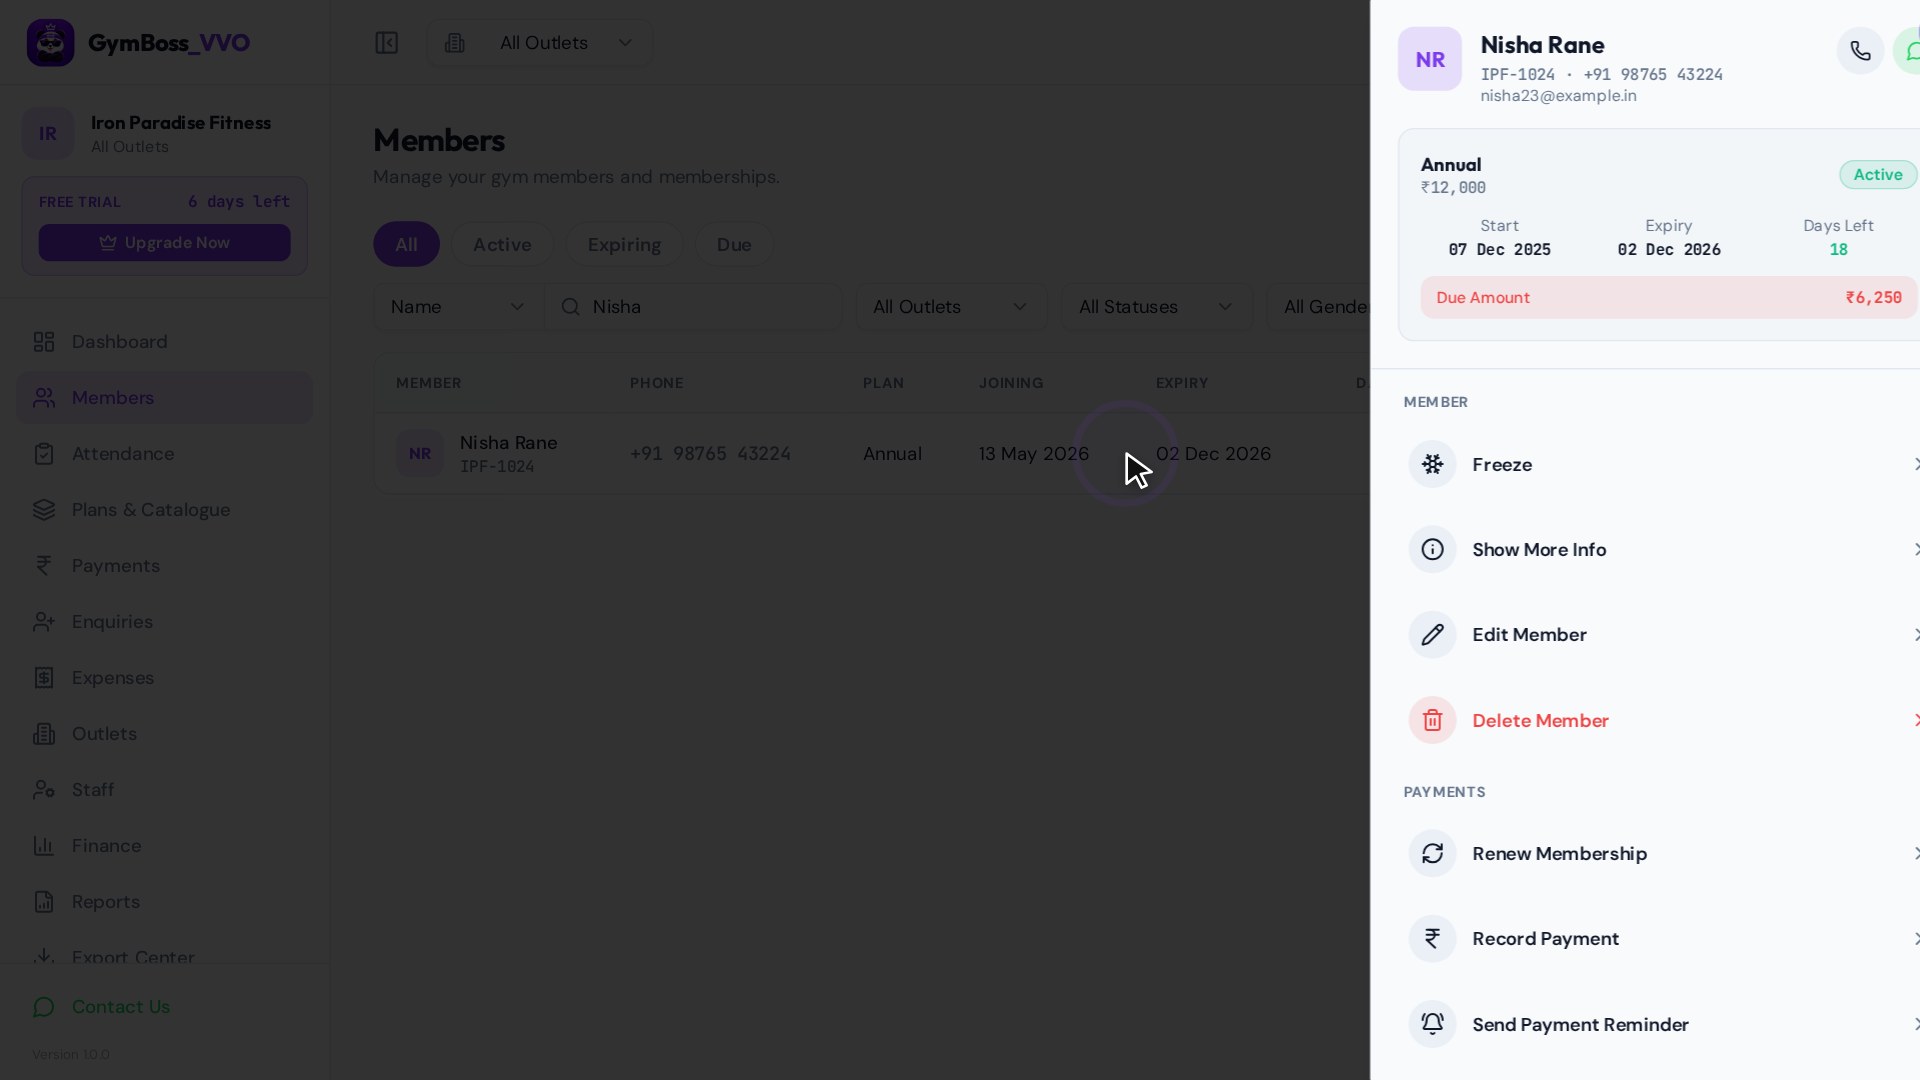 GymBoss_VVO
All Outlets
IR
Iron Paradise Fitness
All Outlets
FREE TRIAL 6 days left
Upgrade Now
Dashboard
Members
Attendance
Plans & Catalogue
Payments
Enquiries
Expenses
Outlets
Staff
Finance
Reports
Export Center
Contact Us
Version 1.0.0
Members
Manage your gym members and memberships.
All Active Expiring Due
Name Nisha All Outlets All Statuses All Gende
MEMBER PHONE PLAN JOINING EXPIRY D
NR Nisha Rane +91 98765 43224 Annual 13 May 2026 02 Dec 2026
IPF-1024
NR
Nisha Rane
IPF-1024 · +91 98765 43224
nisha23@example.in
Annual
₹12,000
Active
Start Expiry Days Left
07 Dec 2025 02 Dec 2026 18
Due Amount ₹6,250
MEMBER
Freeze
Show More Info
Edit Member
Delete Member
PAYMENTS
Renew Membership
Record Payment
Send Payment Reminder